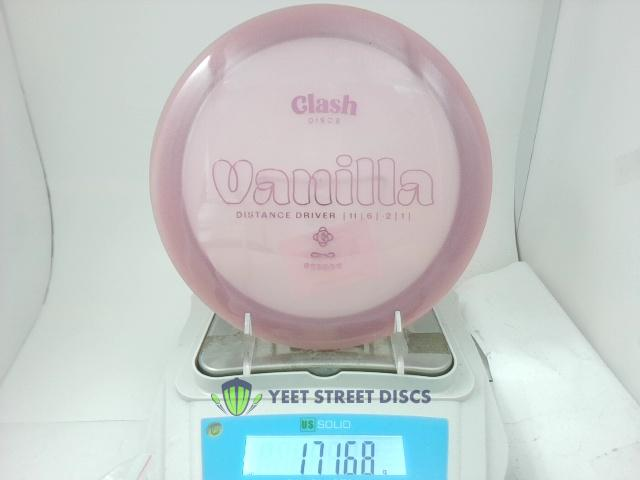 Clash
DISCS
Vanilla
DISTANCE DRIVER | 11 | 6 | -2 | 1 |
YEET STREET DISCS
US SOLID
171.68 g